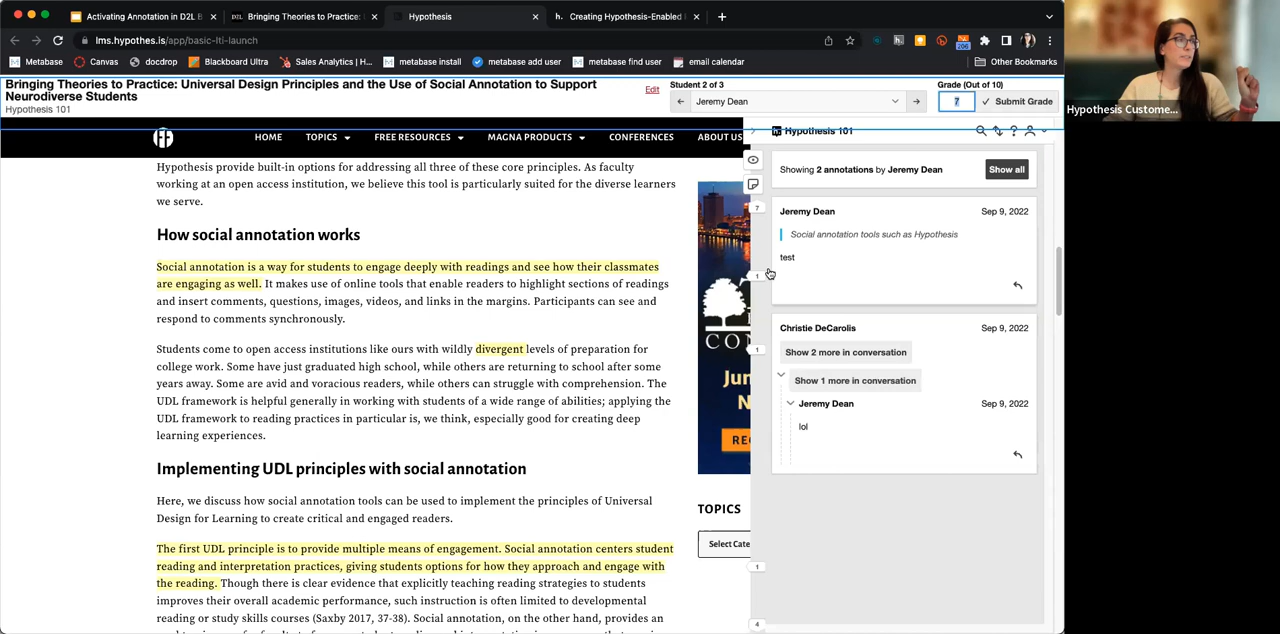 Activating Annotation in D2L B
D2L
Bringing Theories to Practice:
Hypothesis
h.
Creating Hypothesis-Enabled
lms.hypothes.is/app/basic-lti-launch
206
Metabase
Canvas
docdrop
Blackboard Ultra
Sales Analytics | H...
metabase install
metabase add user
metabase find user
email calendar
Other Bookmarks
Bringing Theories to Practice: Universal Design Principles and the Use of Social Annotation to Support
Neurodiverse Students
Hypothesis 101
Edit
Student 2 of 3
Jeremy Dean
Grade (Out of 10)
7
Submit Grade
Hypothesis Custome...
FF
HOME
TOPICS
FREE RESOURCES
MAGNA PRODUCTS
CONFERENCES
ABOUT US
Hypothesis 101
Hypothesis provide built-in options for addressing all three of these core principles. As faculty
working at an open access institution, we believe this tool is particularly suited for the diverse learners
we serve.
How social annotation works
Social annotation is a way for students to engage deeply with readings and see how their classmates
are engaging as well. It makes use of online tools that enable readers to highlight sections of readings
and insert comments, questions, images, videos, and links in the margins. Participants can see and
respond to comments synchronously.
Students come to open access institutions like ours with wildly divergent levels of preparation for
college work. Some have just graduated high school, while others are returning to school after some
years away. Some are avid and voracious readers, while others can struggle with comprehension. The
UDL framework is helpful generally in working with students of a wide range of abilities; applying the
UDL framework to reading practices in particular is, we think, especially good for creating deep
learning experiences.
Implementing UDL principles with social annotation
Here, we discuss how social annotation tools can be used to implement the principles of Universal
Design for Learning to create critical and engaged readers.
The first UDL principle is to provide multiple means of engagement. Social annotation centers student
reading and interpretation practices, giving students options for how they approach and engage with
the reading. Though there is clear evidence that explicitly teaching reading strategies to students
improves their overall academic performance, such instruction is often limited to developmental
reading or study skills courses (Saxby 2017, 37-38). Social annotation, on the other hand, provides an
CO
Jun
N
RE
TOPICS
Select Cate
7
1
1
1
4
Showing 2 annotations by Jeremy Dean
Show all
Jeremy Dean
Sep 9, 2022
Social annotation tools such as Hypothesis
test
Christie DeCarolis
Sep 9, 2022
Show 2 more in conversation
Show 1 more in conversation
Jeremy Dean
Sep 9, 2022
lol